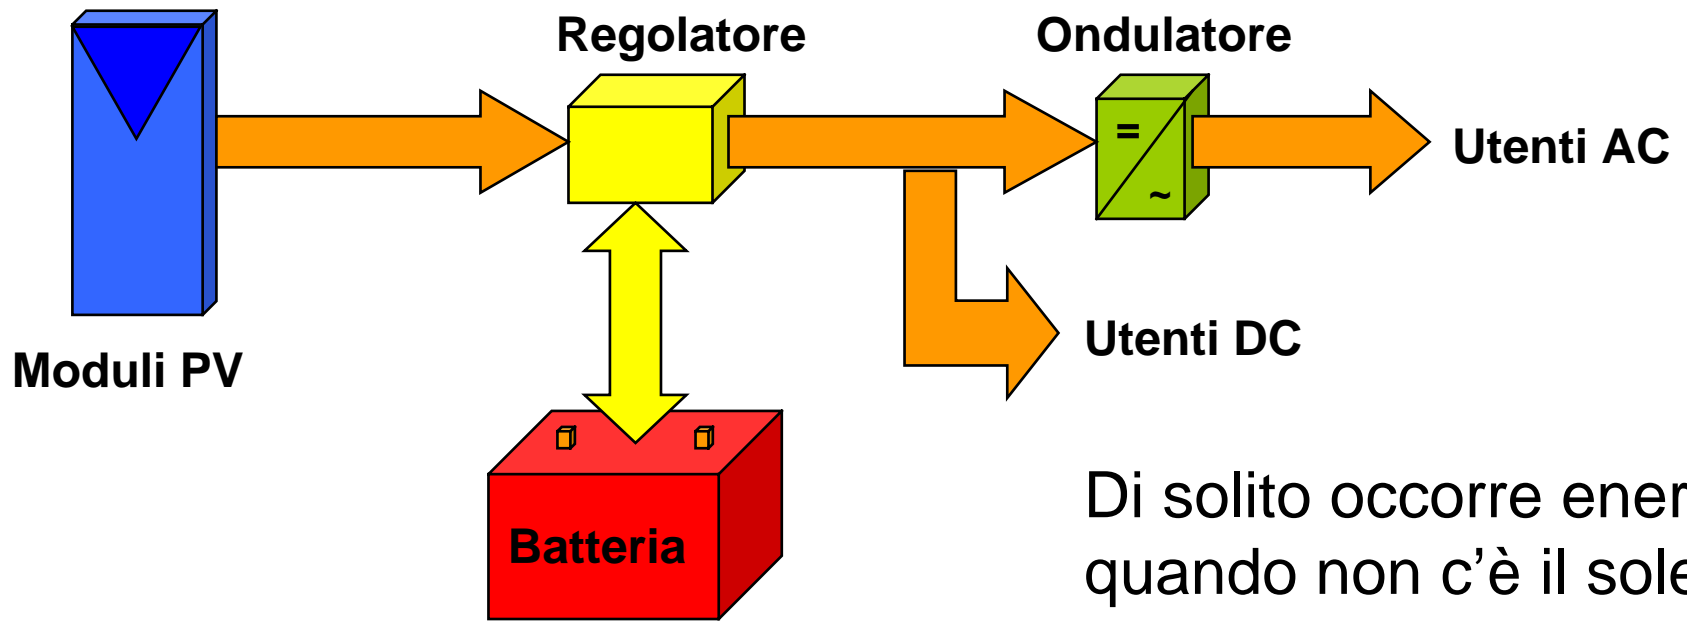 Regolatore
Ondulatore
=
~
Utenti AC
Utenti DC
Moduli PV
Batteria
Di solito occorre ener
quando non c’è il sole